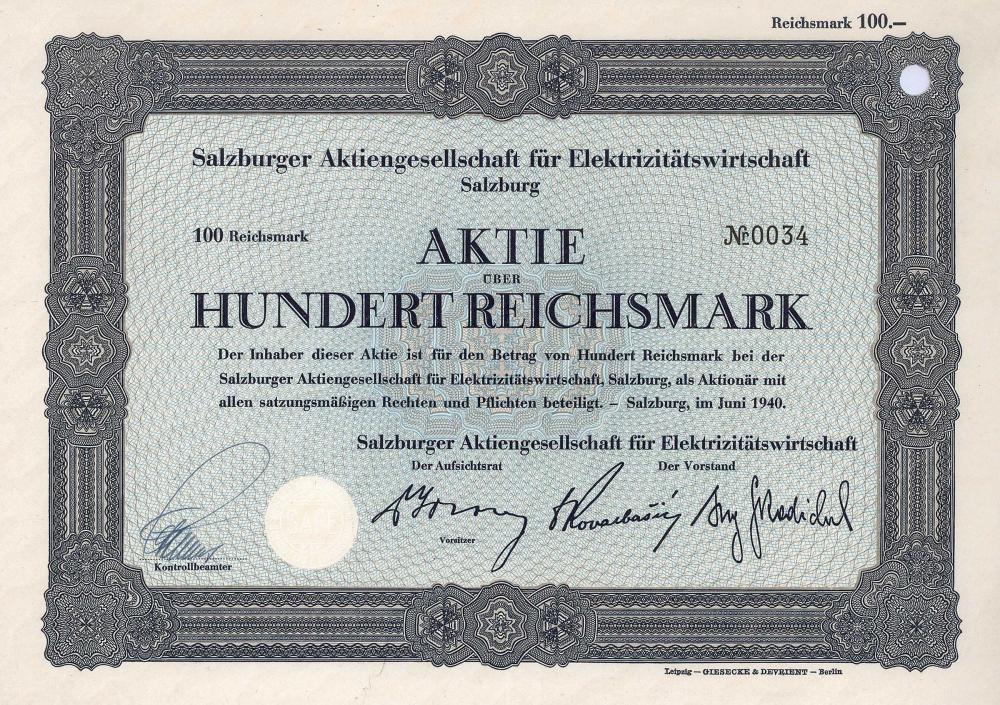 Reichsmark 100.—
Salzburger Aktiengesellschaft für Elektrizitätswirtschaft
Salzburg
100 Reichsmark
№ 0034
AKTIE
ÜBER
HUNDERT REICHSMARK
Der Inhaber dieser Aktie ist für den Betrag von Hundert Reichsmark bei der
Salzburger Aktiengesellschaft für Elektrizitätswirtschaft, Salzburg, als Aktionär mit
allen satzungsmäßigen Rechten und Pflichten beteiligt. – Salzburg, im Juni 1940.
Salzburger Aktiengesellschaft für Elektrizitätswirtschaft
Der Aufsichtsrat
Der Vorstand
Vorsitzer
Kontrollbeamter
Leipzig — GIESECKE & DEVRIENT — Berlin